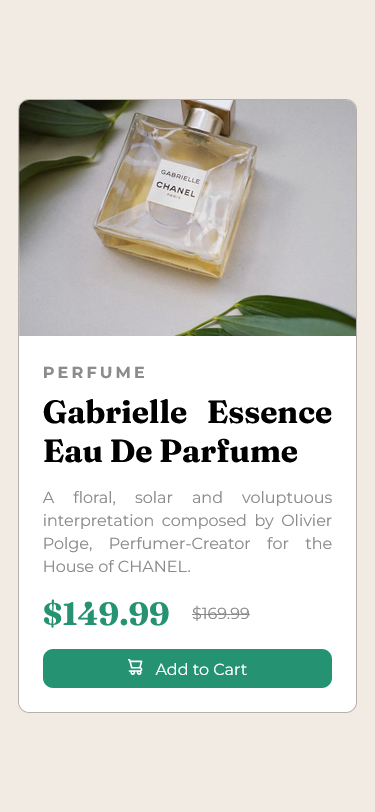 GABRIELLE
CHANEL
PARIS
PERFUME
Gabrielle Essence
Eau De Parfume
A floral, solar and voluptuous
interpretation composed by Olivier
Polge, Perfumer-Creator for the
House of CHANEL.
$149.99 $169.99
Add to Cart